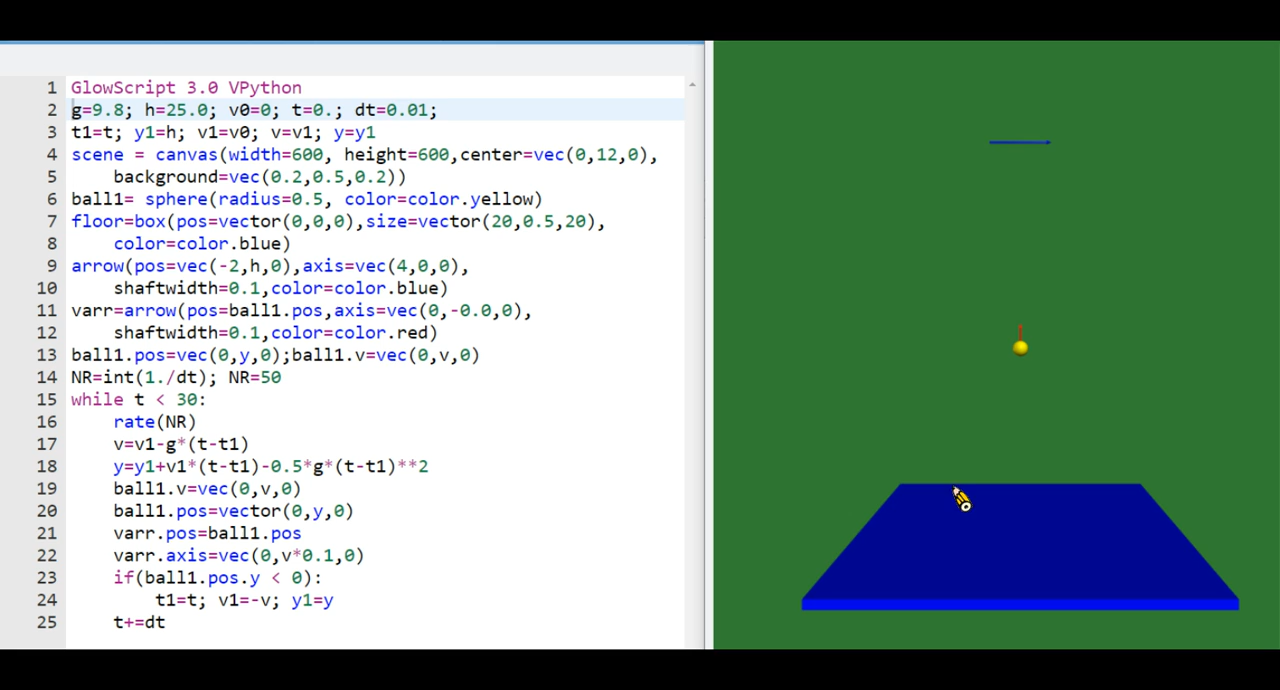 1 GlowScript 3.0 VPython
2 g=9.8; h=25.0; v0=0; t=0.; dt=0.01;
3 t1=t; y1=h; v1=v0; v=v1; y=y1
4 scene = canvas(width=600, height=600,center=vec(0,12,0),
5     background=vec(0.2,0.5,0.2))
6 ball1= sphere(radius=0.5, color=color.yellow)
7 floor=box(pos=vector(0,0,0),size=vector(20,0.5,20),
8     color=color.blue)
9 arrow(pos=vec(-2,h,0),axis=vec(4,0,0),
10     shaftwidth=0.1,color=color.blue)
11 varr=arrow(pos=ball1.pos,axis=vec(0,-0.0,0),
12     shaftwidth=0.1,color=color.red)
13 ball1.pos=vec(0,y,0);ball1.v=vec(0,v,0)
14 NR=int(1./dt); NR=50
15 while t < 30:
16     rate(NR)
17     v=v1-g*(t-t1)
18     y=y1+v1*(t-t1)-0.5*g*(t-t1)**2
19     ball1.v=vec(0,v,0)
20     ball1.pos=vector(0,y,0)
21     varr.pos=ball1.pos
22     varr.axis=vec(0,v*0.1,0)
23     if(ball1.pos.y < 0):
24         t1=t; v1=-v; y1=y
25     t+=dt